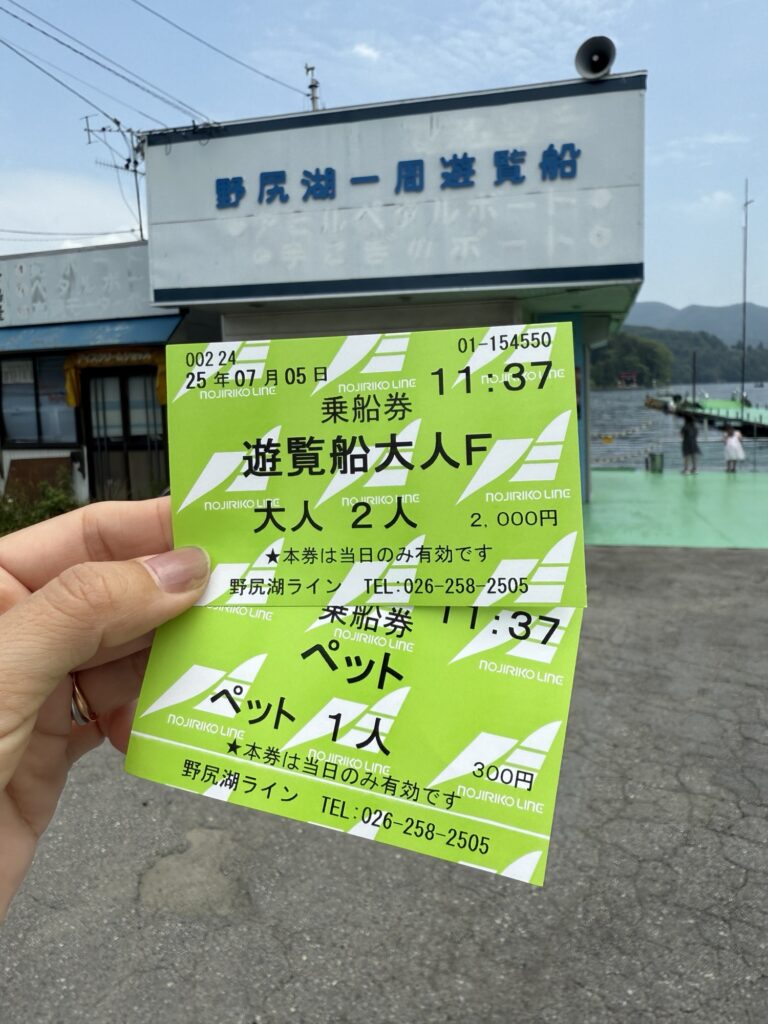 野尻湖一周遊覧船
002 24
01-154550
25年07月05日
11:37
乗船券
遊覧船大人F
大人 2人 2,000円
★本券は当日のみ有効です
野尻湖ライン TEL:026-258-2505
乗船券 11:37
ペット
ペット 1人
300円
★本券は当日のみ有効です
野尻湖ライン TEL:026-258-2505
NOJIRIKO LINE